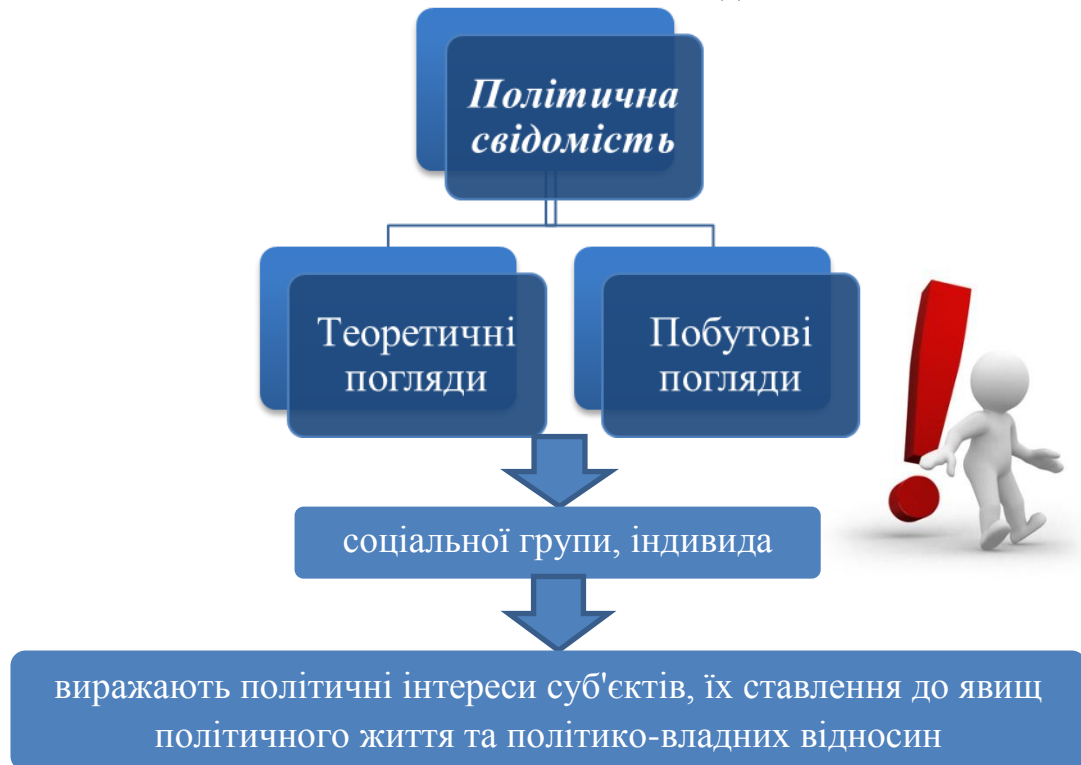 Політична
свідомість
Теоретичні
погляди
Побутові
погляди
соціальної групи, індивида
виражають політичні інтереси суб'єктів, їх ставлення до явищ
політичного життя та політико-владних відносин